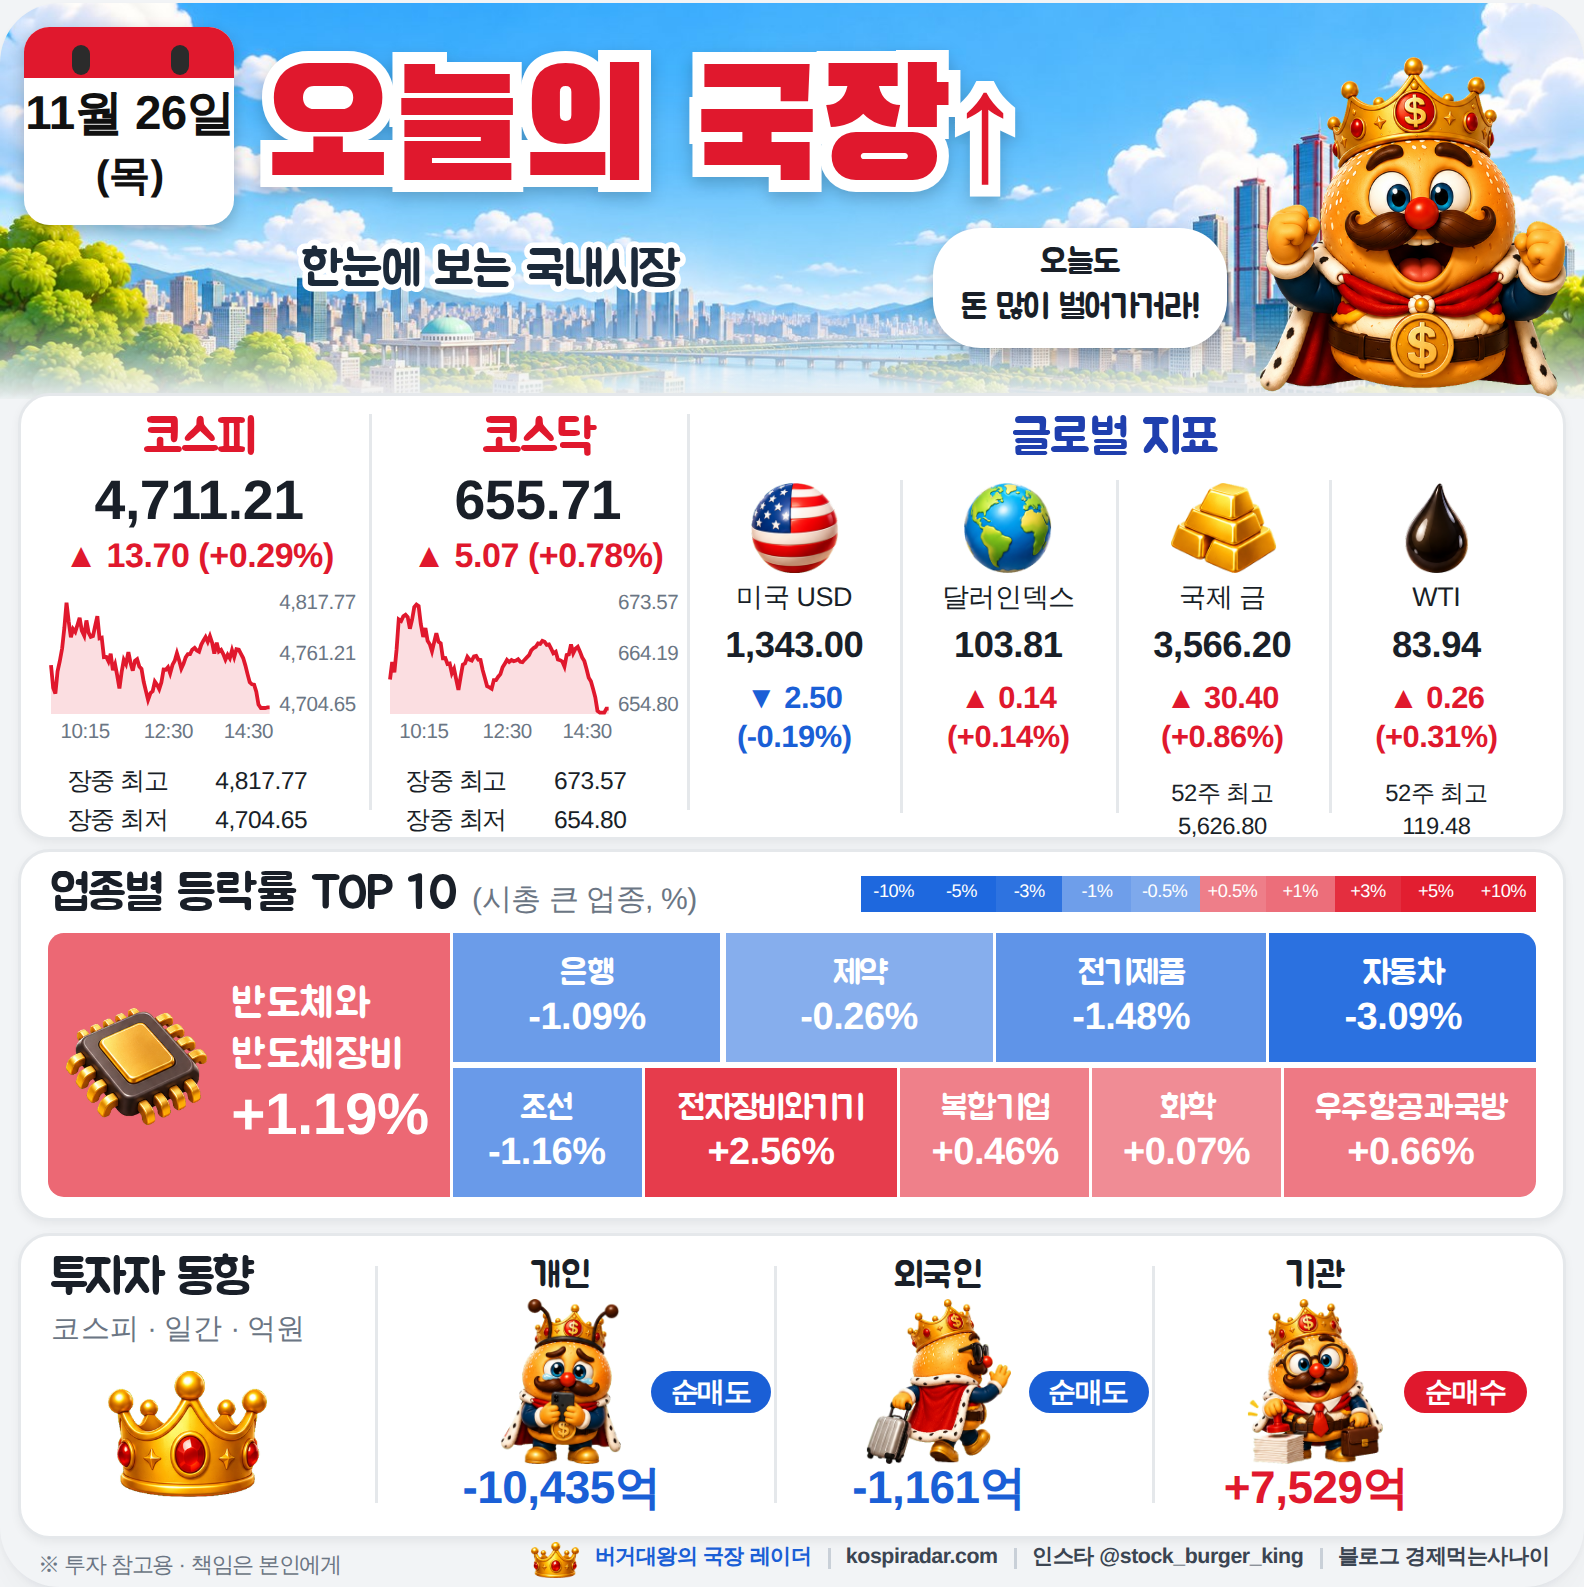 11월 26일
(목)
오늘의 국장↑
한눈에 보는 국내시장
오늘도
돈 많이 벌어가거라!
코스피
4,711.21
▲ 13.70 (+0.29%)
4,817.77
4,761.21
4,704.65
10:15 12:30 14:30
장중 최고 4,817.77
장중 최저 4,704.65
코스닥
655.71
▲ 5.07 (+0.78%)
673.57
664.19
654.80
10:15 12:30 14:30
장중 최고 673.57
장중 최저 654.80
글로벌 지표
미국 USD
1,343.00
▼ 2.50
(-0.19%)
달러인덱스
103.81
▲ 0.14
(+0.14%)
국제 금
3,566.20
▲ 30.40
(+0.86%)
52주 최고
5,626.80
WTI
83.94
▲ 0.26
(+0.31%)
52주 최고
119.48
업종별 등락률 TOP 10 (시총 큰 업종, %)
-10% -5% -3% -1% -0.5% +0.5% +1% +3% +5% +10%
반도체와
반도체장비
+1.19%
은행
-1.09%
제약
-0.26%
전기제품
-1.48%
자동차
-3.09%
조선
-1.16%
전자장비와기기
+2.56%
복합기업
+0.46%
화학
+0.07%
우주항공과국방
+0.66%
투자자 동향
코스피 · 일간 · 억원
개인
순매도
-10,435억
외국인
순매도
-1,161억
기관
순매수
+7,529억
※ 투자 참고용 · 책임은 본인에게
버거대왕의 국장 레이더 | kospiradar.com | 인스타 @stock_burger_king | 블로그 경제먹는사나이